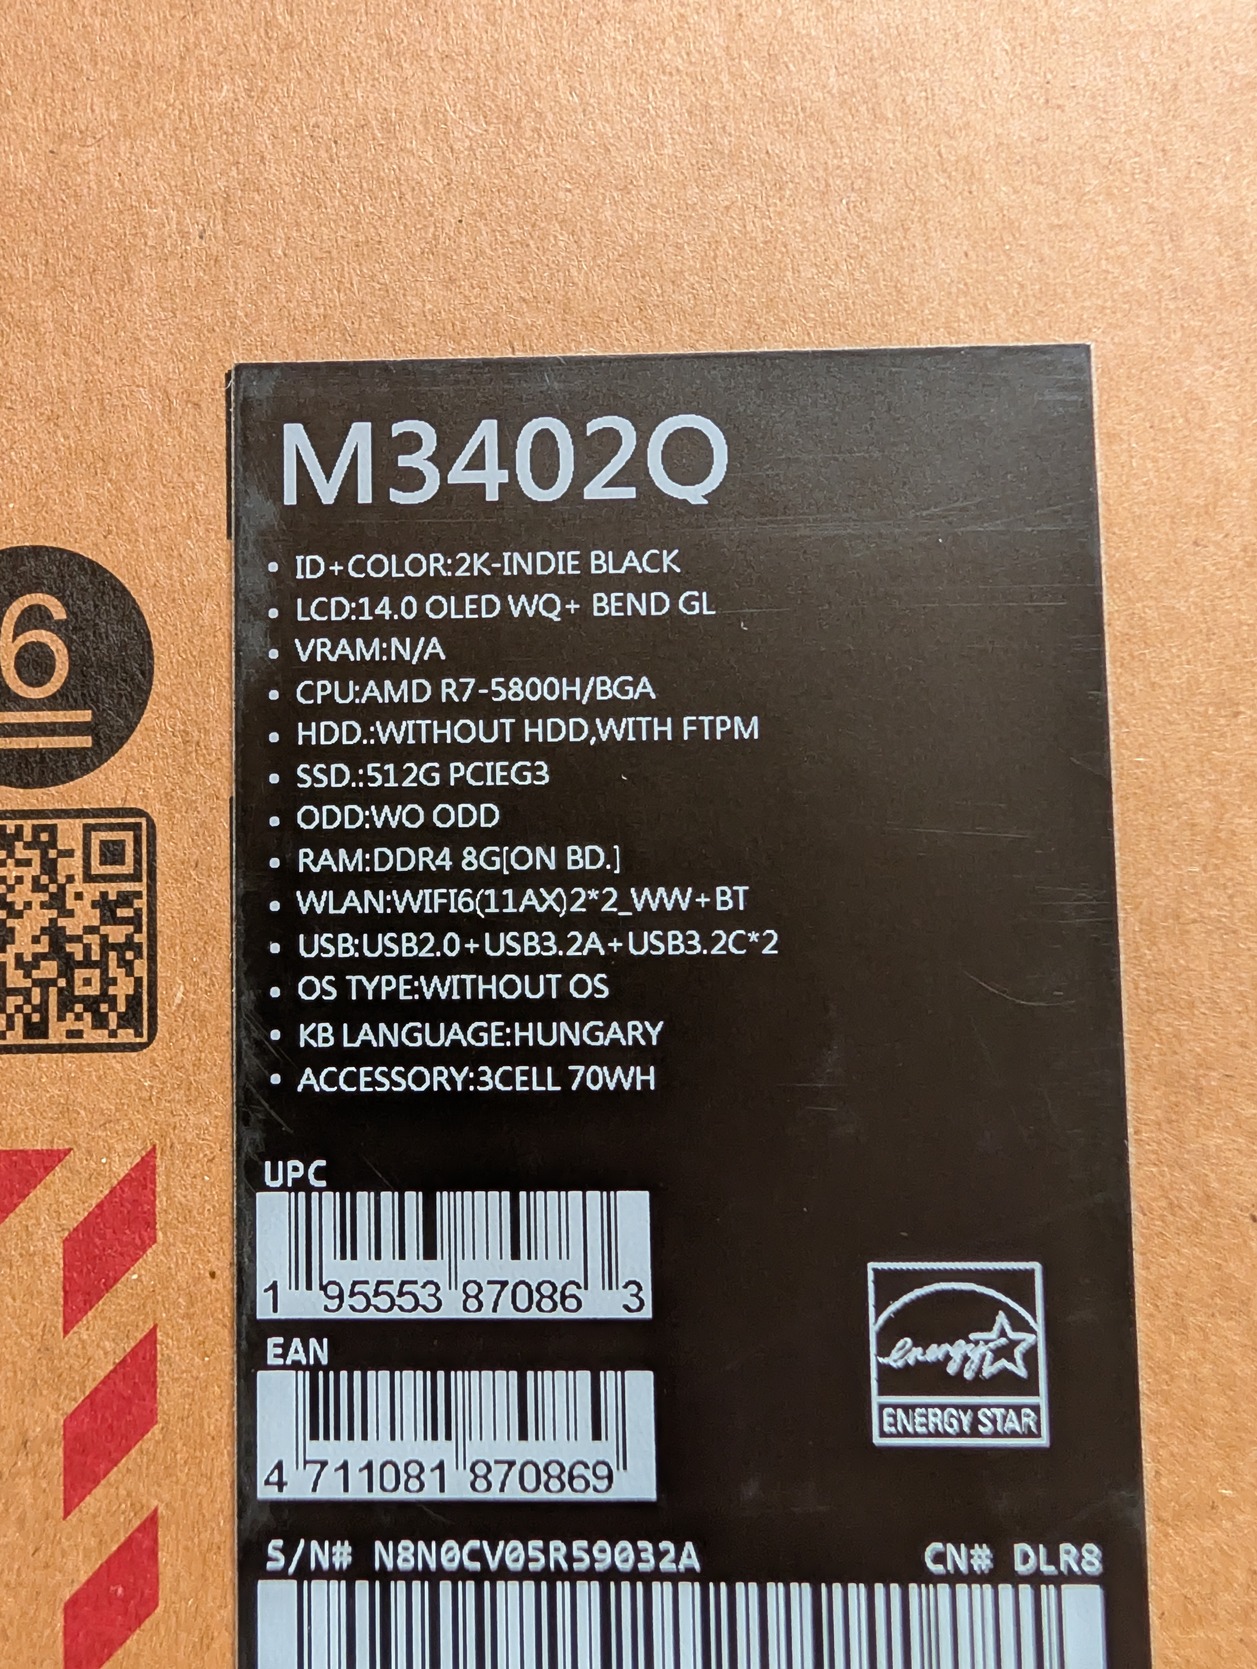 M3402Q
• ID+COLOR:2K-INDIE BLACK
• LCD:14.0 OLED WQ+ BEND GL
• VRAM:N/A
• CPU:AMD R7-5800H/BGA
• HDD.:WITHOUT HDD,WITH FTPM
• SSD.:512G PCIEG3
• ODD:WO ODD
• RAM:DDR4 8G[ON BD.]
• WLAN:WIFI6(11AX)2*2_WW+BT
• USB:USB2.0+USB3.2A+USB3.2C*2
• OS TYPE:WITHOUT OS
• KB LANGUAGE:HUNGARY
• ACCESSORY:3CELL 70WH
6
UPC
1 95553 87086 3
EAN
4 711081 870869
energy
ENERGY STAR
S/N# N8N0CV05R59032A CN# DLR8